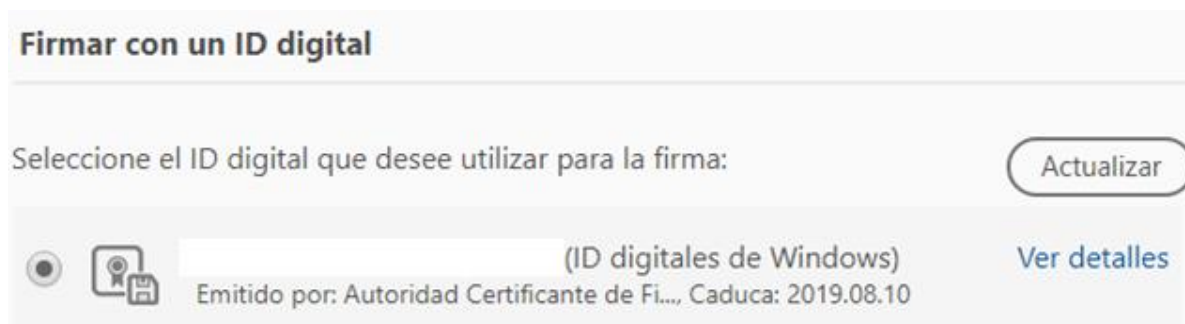 Firmar con un ID digital
Seleccione el ID digital que desee utilizar para la firma:
Actualizar
(ID digitales de Windows)
Ver detalles
Emitido por: Autoridad Certificante de Fi..., Caduca: 2019.08.10